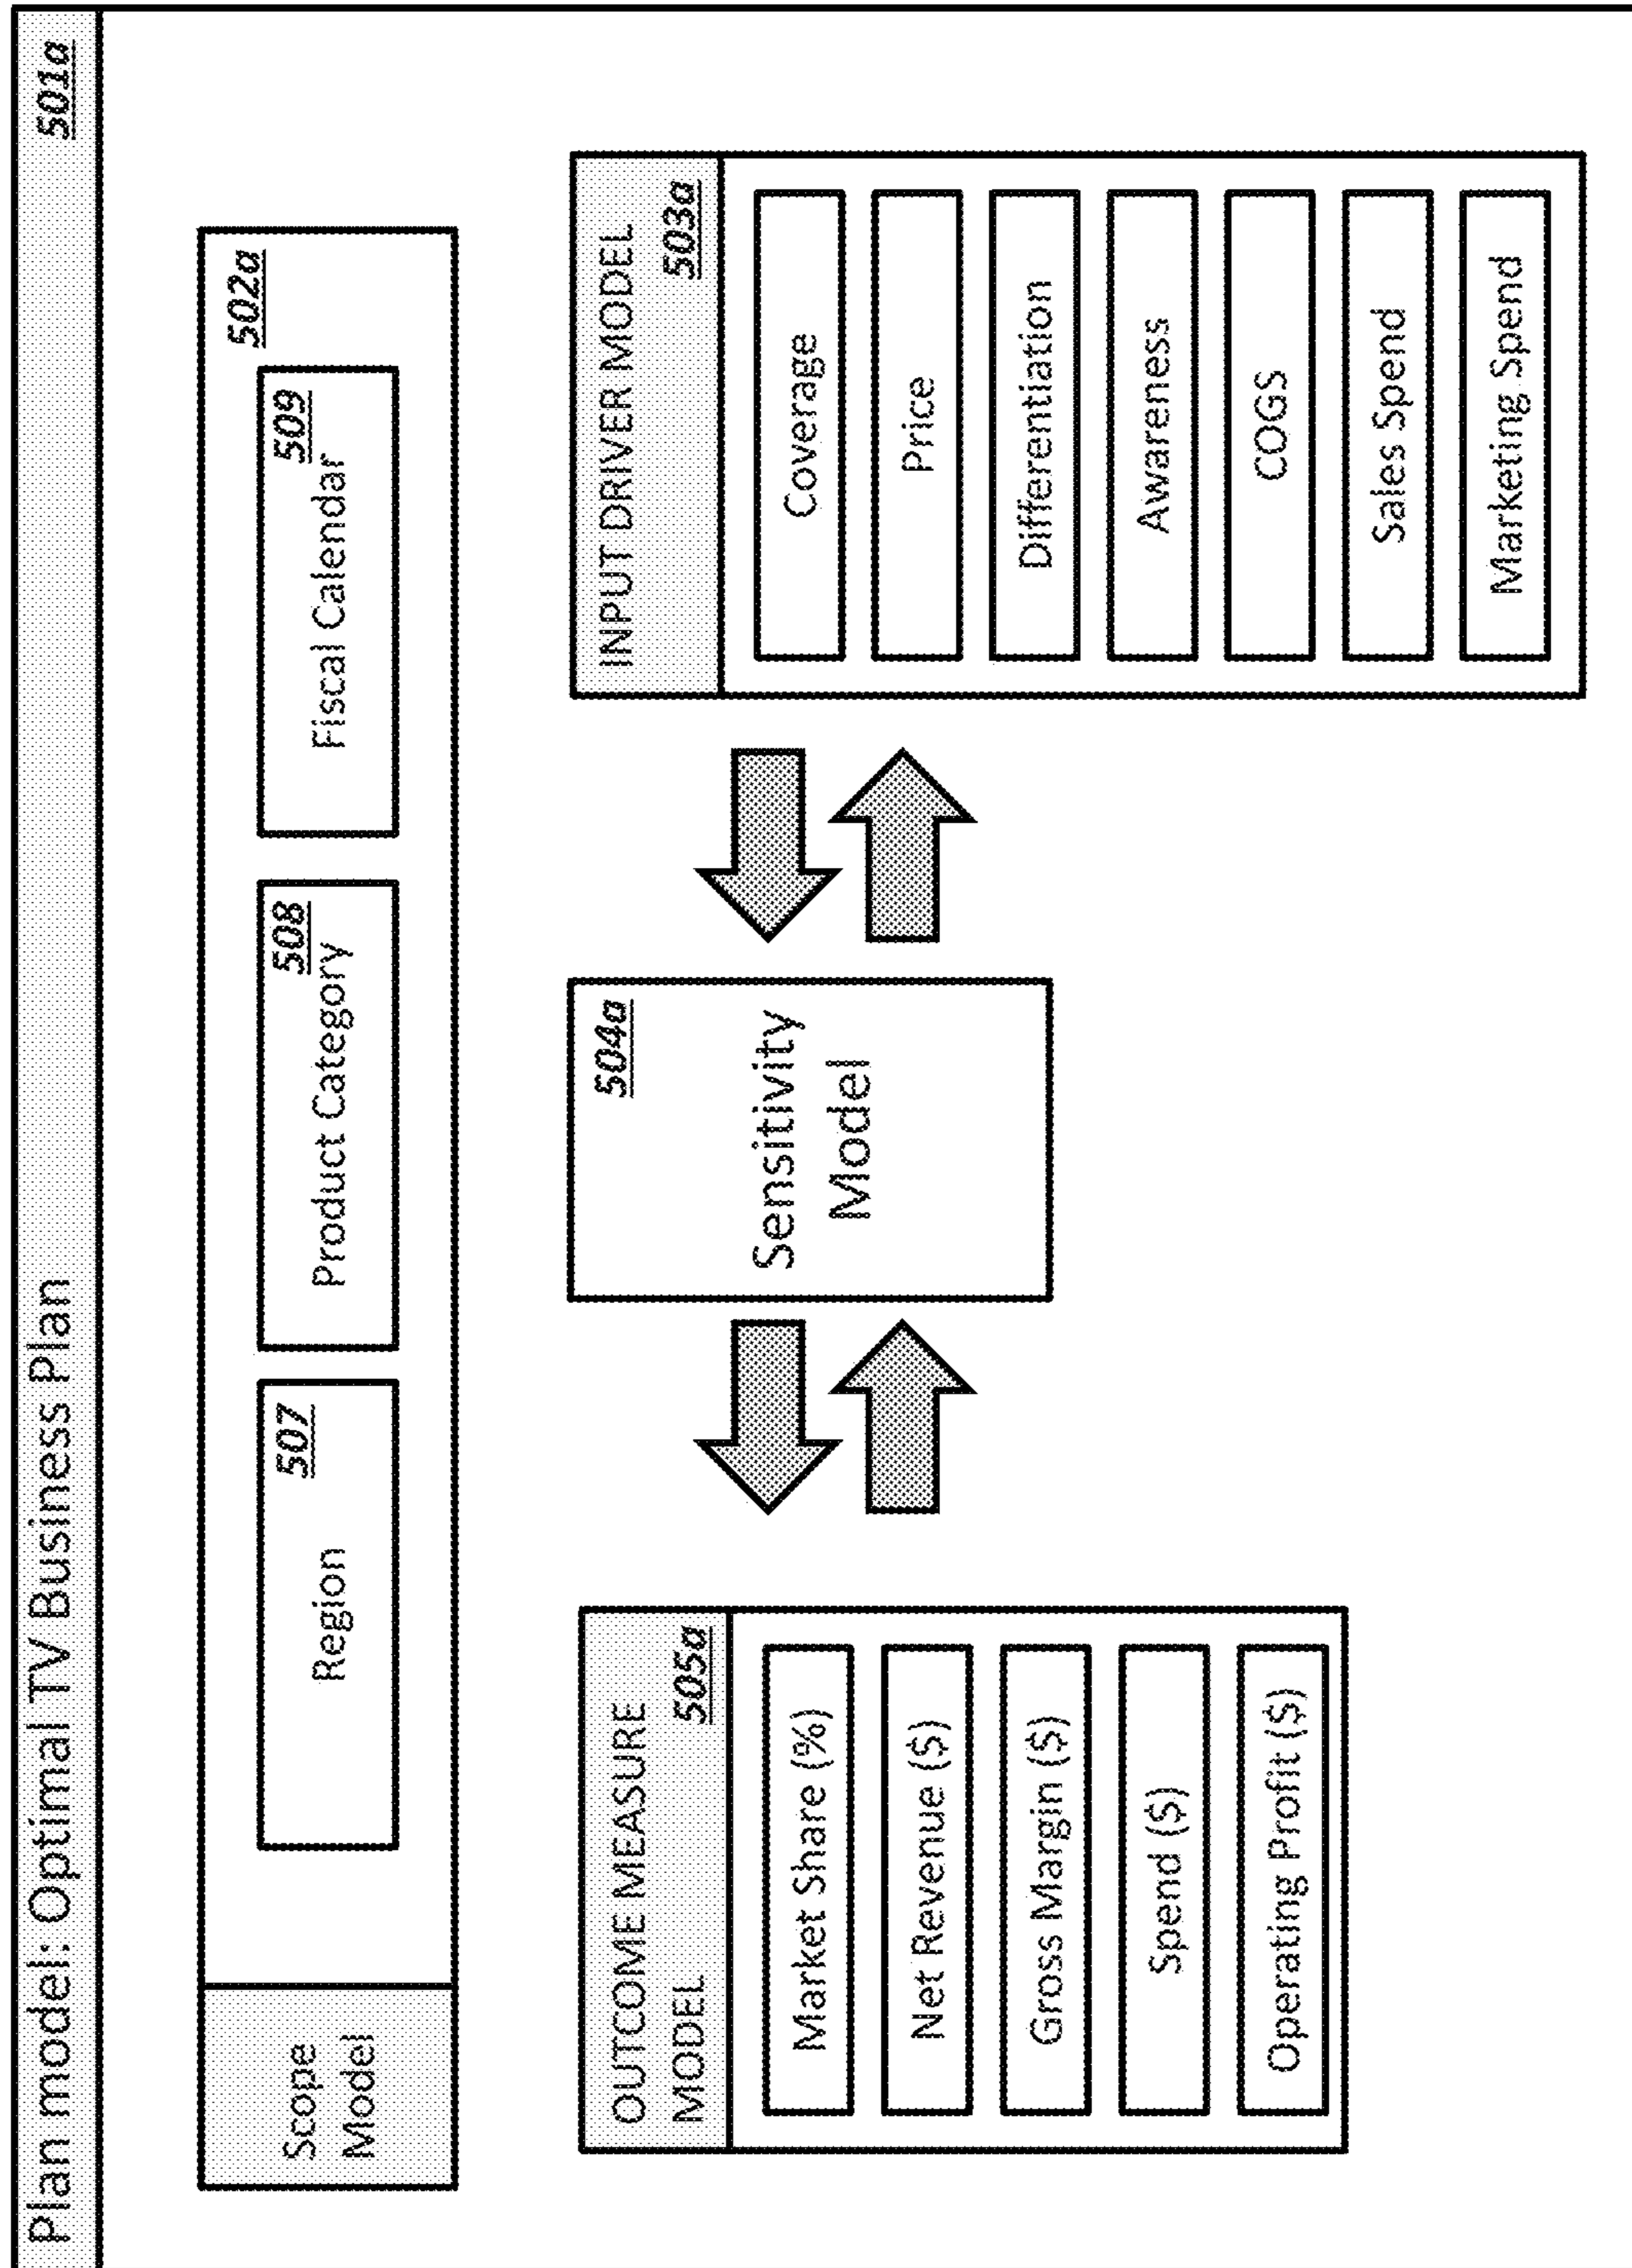 Plan model: Optimal TV Business Plan
501a
Scope
Model
507
Region
508
Product Category
509
Fiscal Calendar
502a
OUTCOME MEASURE
MODEL
505a
Market Share (%)
Net Revenue ($)
Gross Margin ($)
Spend ($)
Operating Profit ($)
504a
Sensitivity
Model
INPUT DRIVER MODEL
503a
Coverage
Price
Differentiation
Awareness
COGS
Sales Spend
Marketing Spend